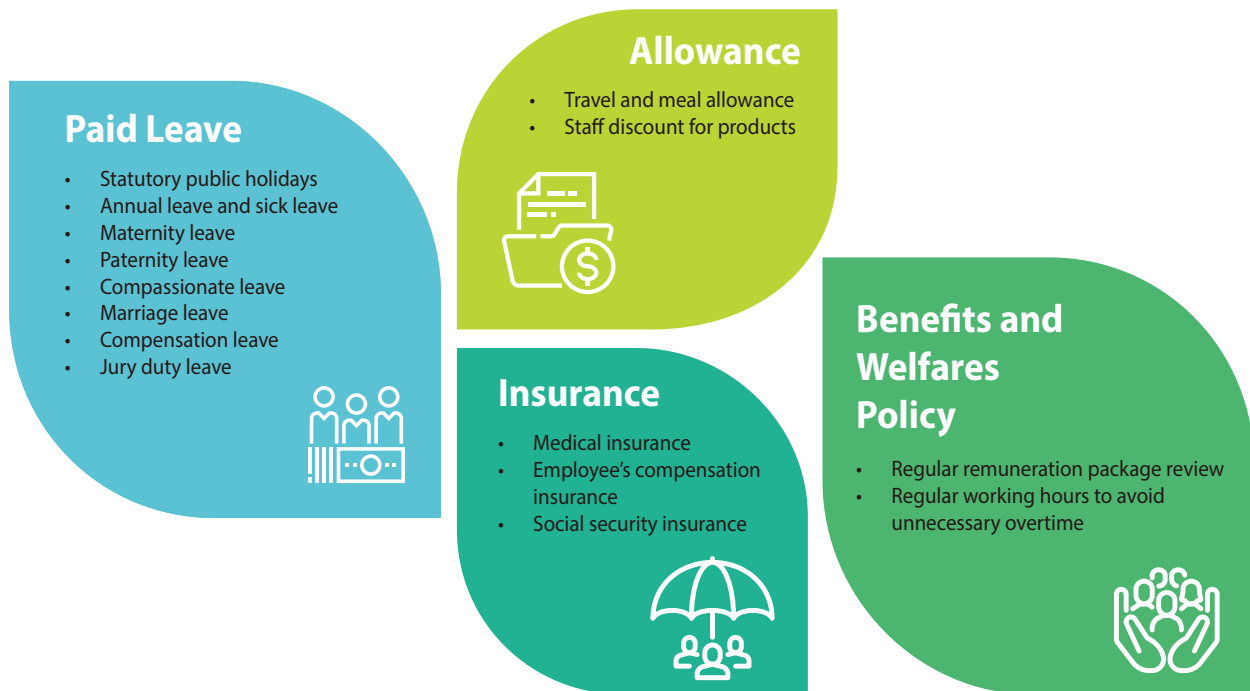 Paid Leave
• Statutory public holidays
• Annual leave and sick leave
• Maternity leave
• Paternity leave
• Compassionate leave
• Marriage leave
• Compensation leave
• Jury duty leave
Allowance
• Travel and meal allowance
• Staff discount for products
$
Insurance
• Medical insurance
• Employee’s compensation
insurance
• Social security insurance
Benefits and
Welfares
Policy
• Regular remuneration package review
• Regular working hours to avoid
unnecessary overtime